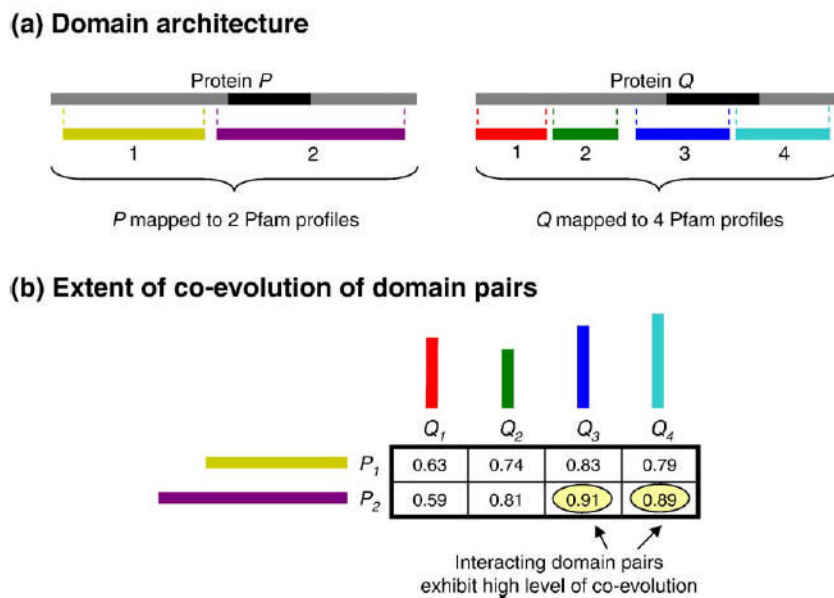 (a) Domain architecture
Protein P Protein Q
1 2 1 2 3 4
P mapped to 2 Pfam profiles Q mapped to 4 Pfam profiles
(b) Extent of co-evolution of domain pairs
Q1 Q2 Q3 Q4
P1 0.63 0.74 0.83 0.79
P2 0.59 0.81 0.91 0.89
Interacting domain pairs
exhibit high level of co-evolution